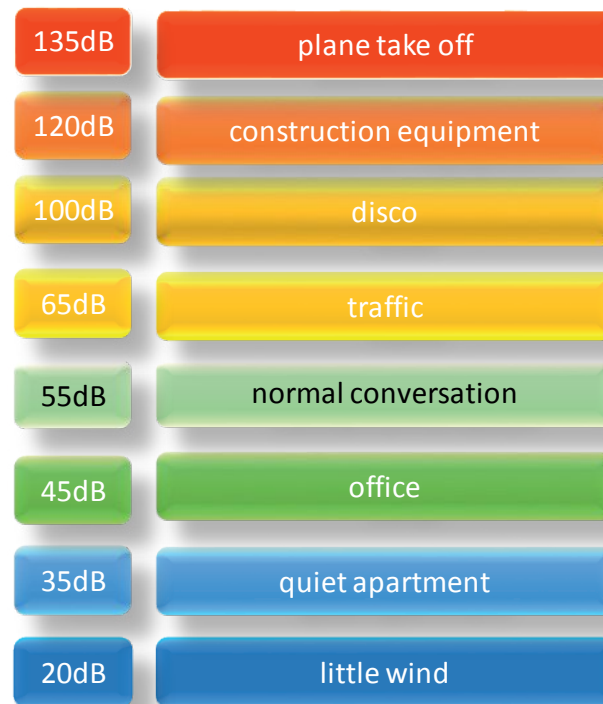 135dB plane take off
120dB construction equipment
100dB disco
65dB traffic
55dB normal conversation
45dB office
35dB quiet apartment
20dB little wind